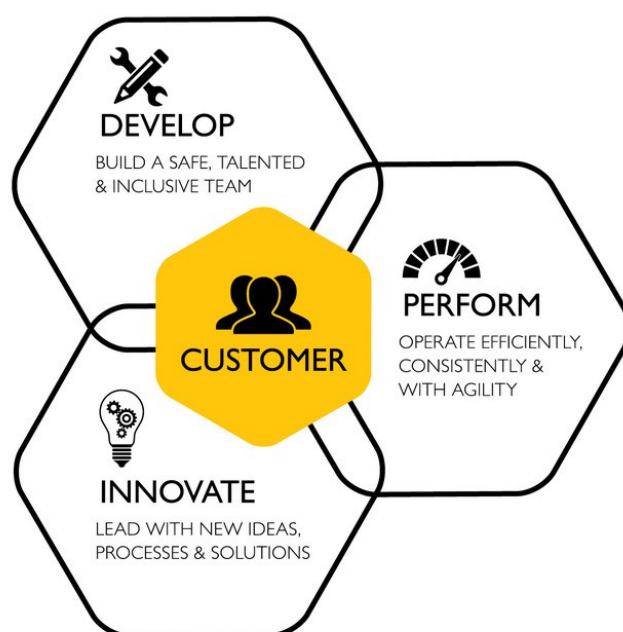 DEVELOP
BUILD A SAFE, TALENTED
& INCLUSIVE TEAM
CUSTOMER
PERFORM
OPERATE EFFICIENTLY,
CONSISTENTLY &
WITH AGILITY
INNOVATE
LEAD WITH NEW IDEAS,
PROCESSES & SOLUTIONS